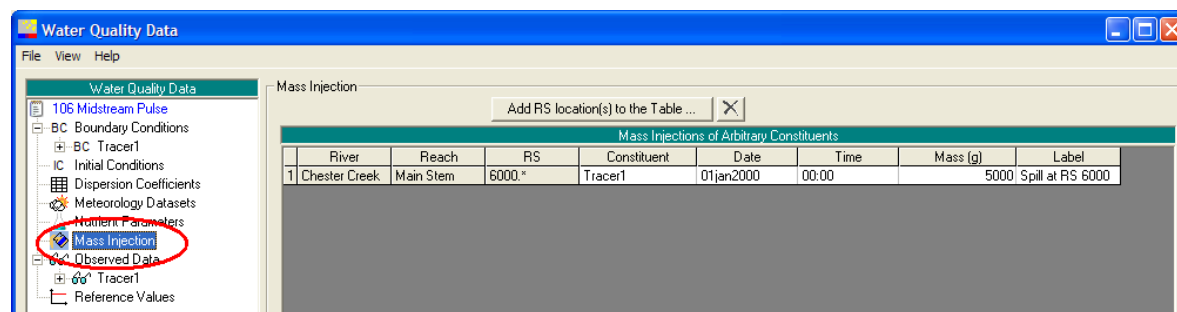 Water Quality Data
File View Help
Water Quality Data
106 Midstream Pulse
BC Boundary Conditions
BC Tracer1
IC Initial Conditions
Dispersion Coefficients
Meteorology Datasets
Nutrient Parameters
Mass Injection
Observed Data
Tracer1
Reference Values
Mass Injection
Add RS location(s) to the Table ...
Mass Injections of Arbitrary Constituents
River Reach RS Constituent Date Time Mass (g) Label
1 Chester Creek Main Stem 6000.* Tracer1 01jan2000 00:00 5000 Spill at RS 6000